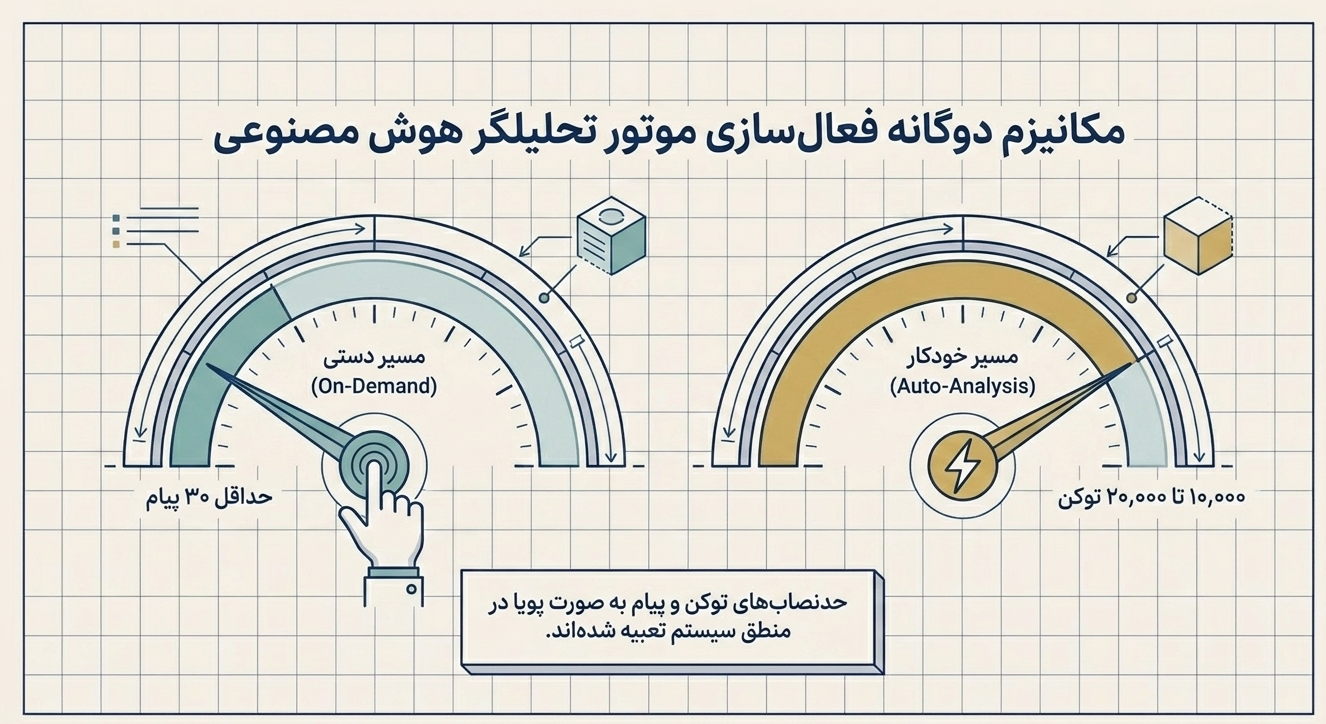 مکانیزم دوگانه فعال‌سازی موتور تحلیلگر هوش مصنوعی
مسیر خودکار
(Auto-Analysis)
۱۰,۰۰۰ تا ۲۰,۰۰۰ توکن
مسیر دستی
(On-Demand)
حداقل ۳۰ پیام
حدنصاب‌های توکن و پیام به صورت پویا در
منطق سیستم تعبیه شده‌اند.